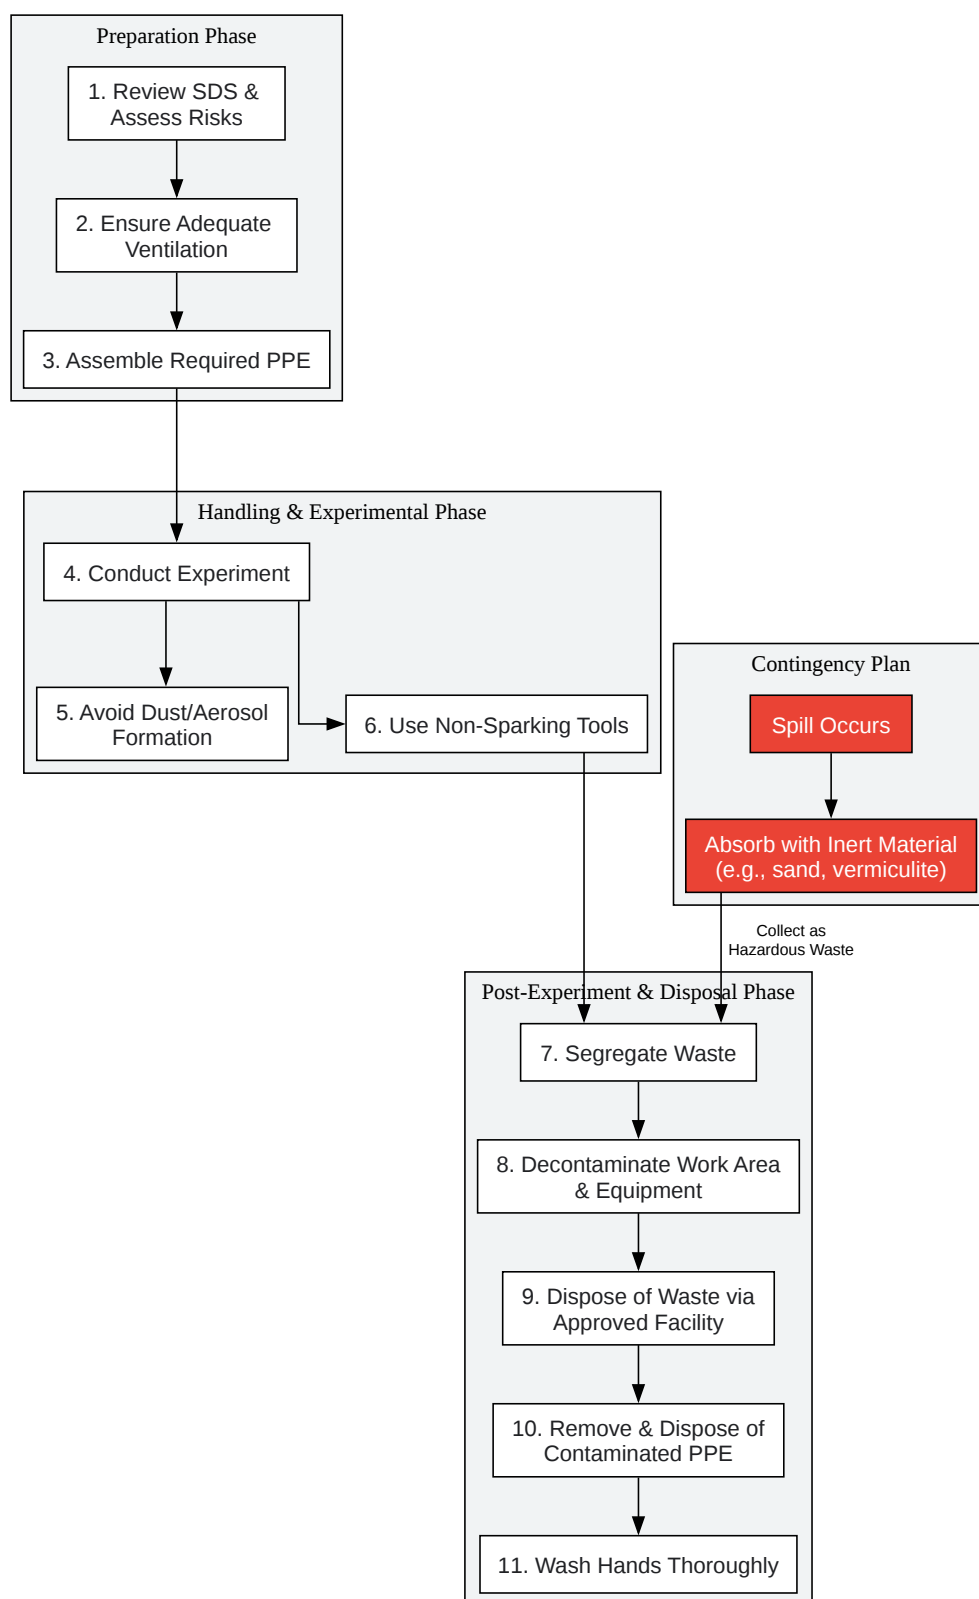 Preparation Phase
1. Review SDS &
Assess Risks
2. Ensure Adequate
Ventilation
3. Assemble Required PPE
Handling & Experimental Phase
4. Conduct Experiment
5. Avoid Dust/Aerosol
Formation
6. Use Non-Sparking Tools
Contingency Plan
Spill Occurs
Absorb with Inert Material
(e.g., sand, vermiculite)
Collect as
Hazardous Waste
Post-Experiment & Disposal Phase
7. Segregate Waste
8. Decontaminate Work Area
& Equipment
9. Dispose of Waste via
Approved Facility
10. Remove & Dispose of
Contaminated PPE
11. Wash Hands Thoroughly